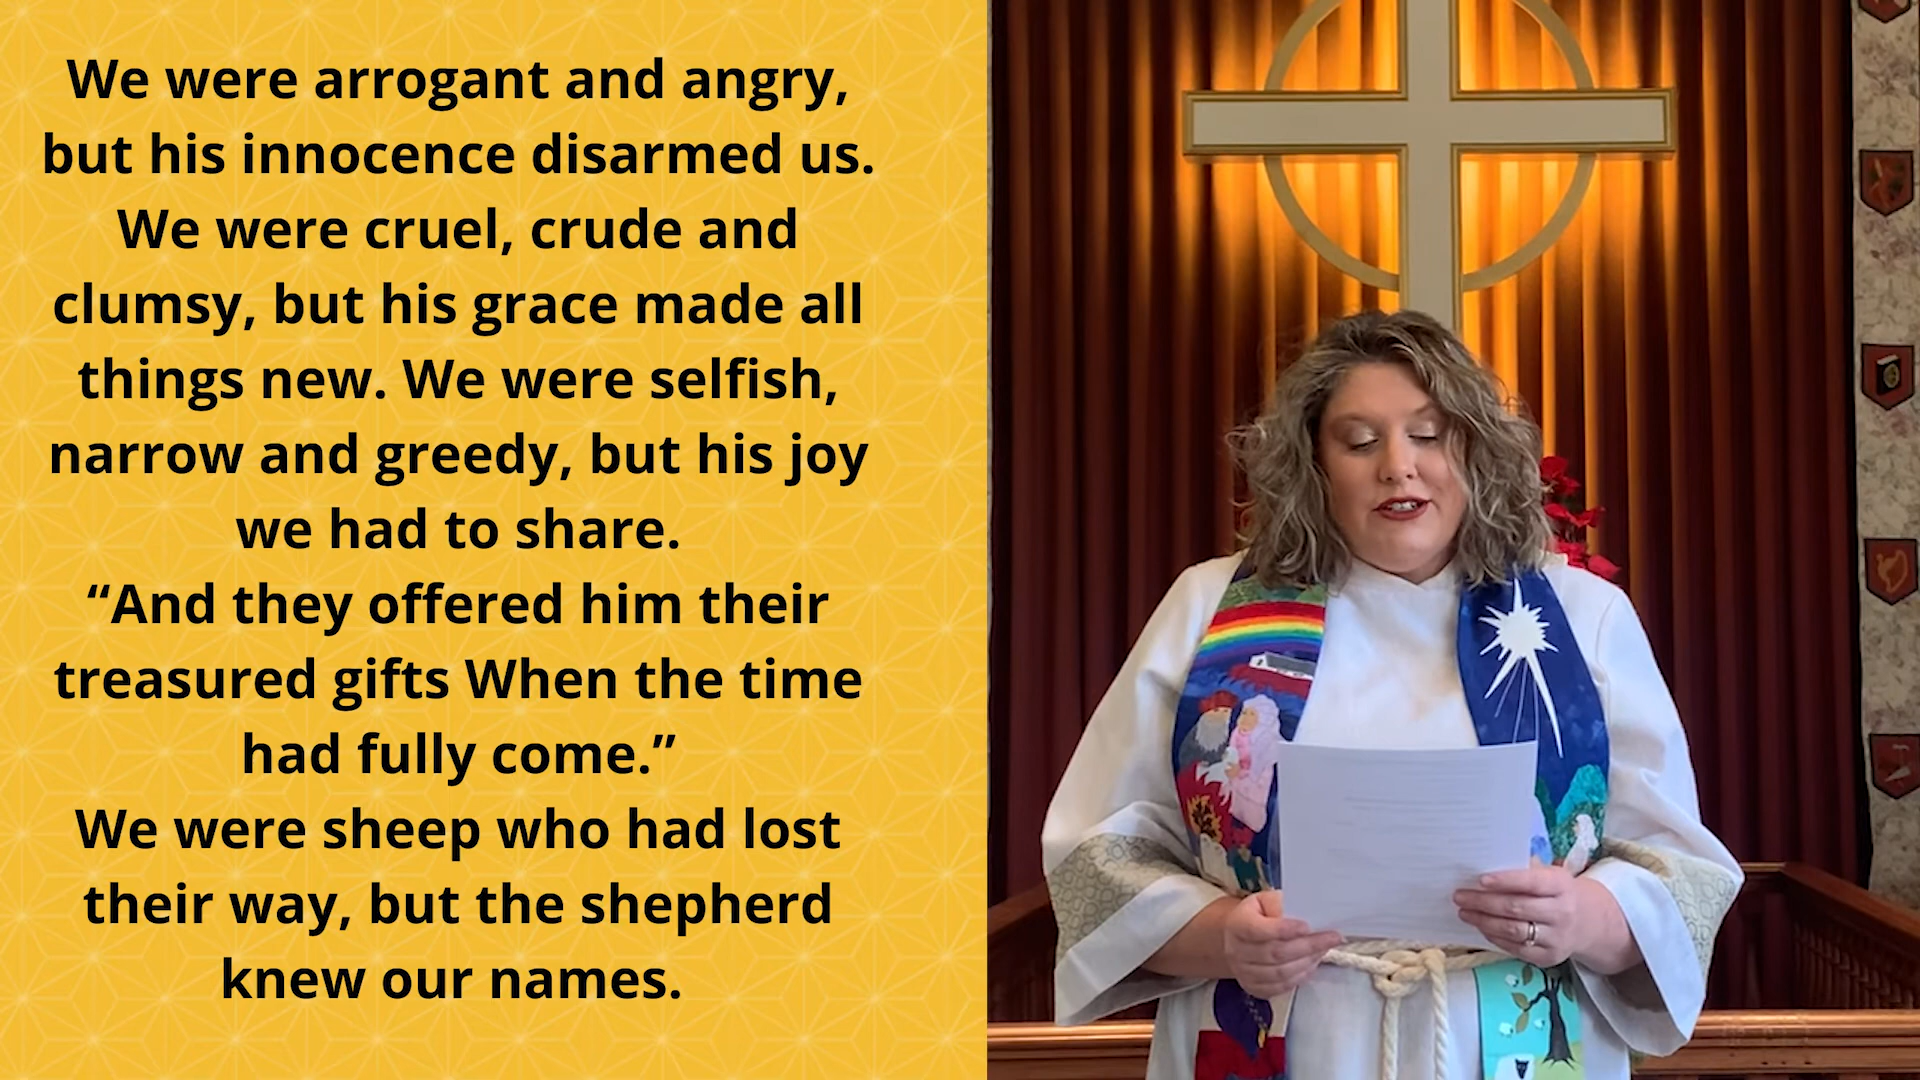 We were arrogant and angry,
but his innocence disarmed us.
We were cruel, crude and
clumsy, but his grace made all
things new. We were selfish,
narrow and greedy, but his joy
we had to share.
“And they offered him their
treasured gifts When the time
had fully come.”
We were sheep who had lost
their way, but the shepherd
knew our names.